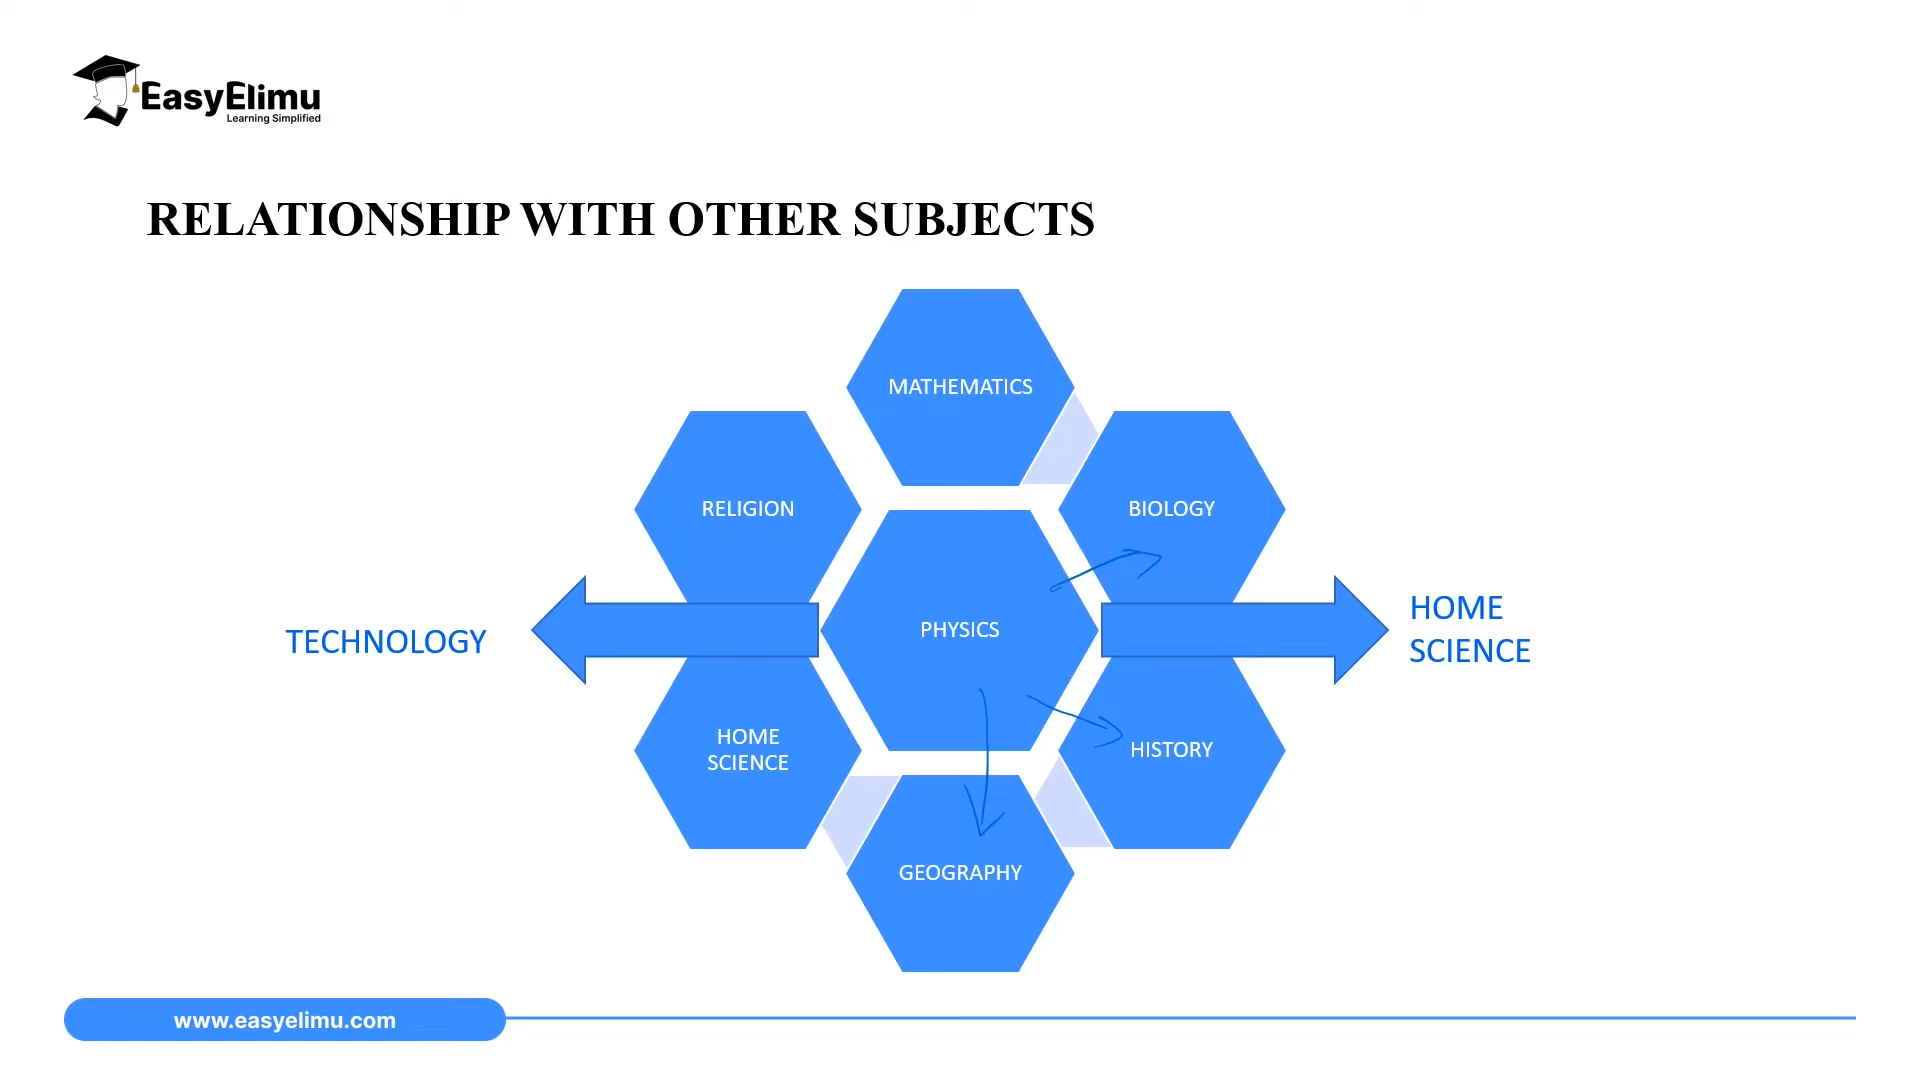 EasyElimu
Learning Simplified
RELATIONSHIP WITH OTHER SUBJECTS
MATHEMATICS
RELIGION
BIOLOGY
TECHNOLOGY
PHYSICS
HOME
SCIENCE
HOME
SCIENCE
HISTORY
GEOGRAPHY
www.easyelimu.com